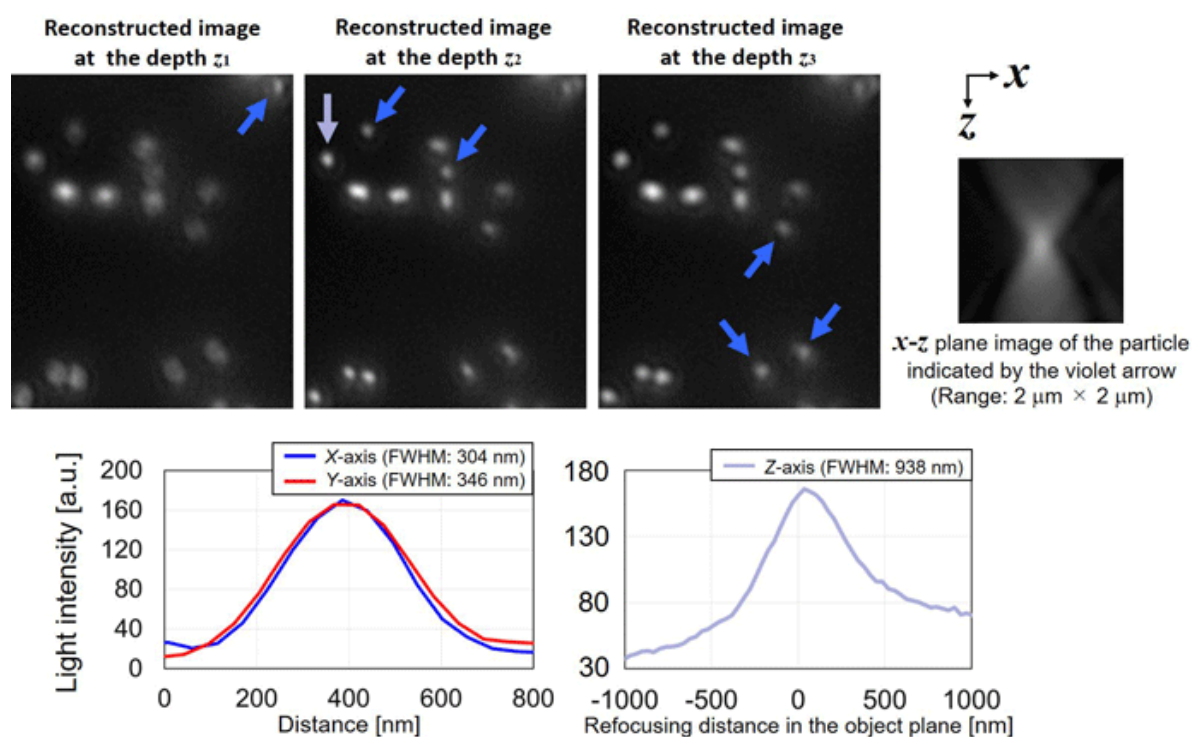 Reconstructed image
at the depth z1
Reconstructed image
at the depth z2
Reconstructed image
at the depth z3
x
z
x-z plane image of the particle
indicated by the violet arrow
(Range: 2 μm × 2 μm)
Light intensity [a.u.]
200
160
120
80
40
0
X-axis (FWHM: 304 nm)
Y-axis (FWHM: 346 nm)
0 200 400 600 800
Distance [nm]
180
130
80
30
Z-axis (FWHM: 938 nm)
-1000 -500 0 500 1000
Refocusing distance in the object plane [nm]